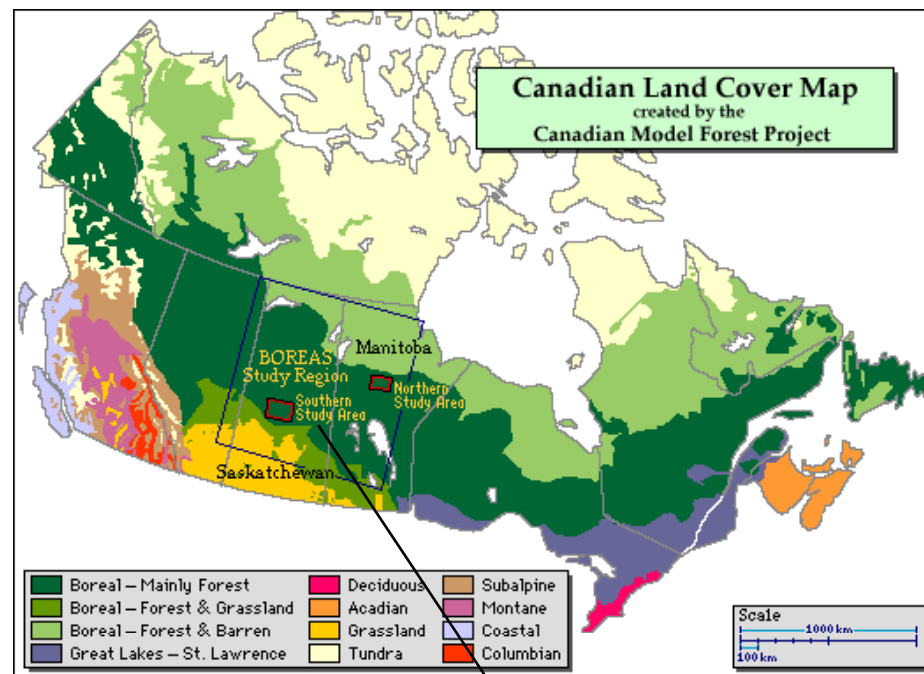 Canadian Land Cover Map
created by the
Canadian Model Forest Project
Manitoba
BOREAS
Study Region
Northern
Study Area
Southern
Study Area
Saskatchewan
Boreal – Mainly Forest
Boreal – Forest & Grassland
Boreal – Forest & Barren
Great Lakes – St. Lawrence
Deciduous
Acadian
Grassland
Tundra
Subalpine
Montane
Coastal
Columbian
Scale
1000 km
100 km